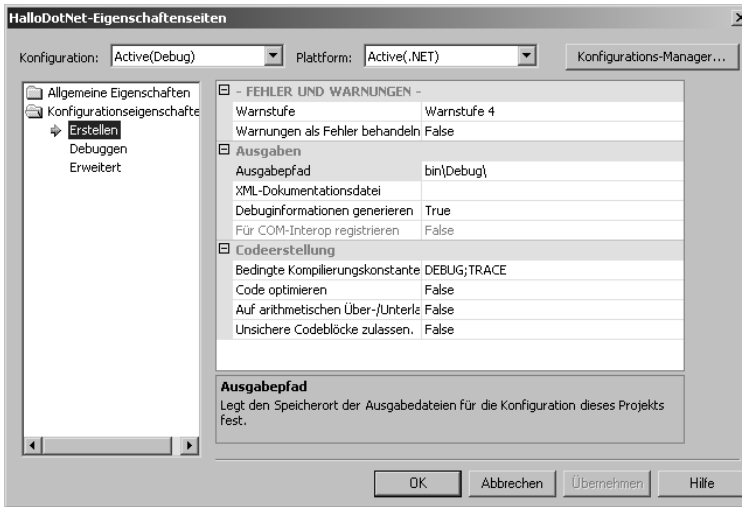 HalloDotNet-Eigenschaftenseiten
Konfiguration: Active(Debug) Plattform: Active(.NET) Konfigurations-Manager...
Allgemeine Eigenschaften
Konfigurationseigenschafte
Erstellen
Debuggen
Erweitert
- FEHLER UND WARNUNGEN -
Warnstufe Warnstufe 4
Warnungen als Fehler behandeln False
Ausgaben
Ausgabepfad bin\Debug\
XML-Dokumentationsdatei
Debuginformationen generieren True
Für COM-Interop registrieren False
Codeerstellung
Bedingte Kompilierungskonstante DEBUG;TRACE
Code optimieren False
Auf arithmetischen Über-/Unterla False
Unsichere Codeblöcke zulassen. False
Ausgabepfad
Legt den Speicherort der Ausgabedateien für die Konfiguration dieses Projekts
fest.
OK Abbrechen Übernehmen Hilfe